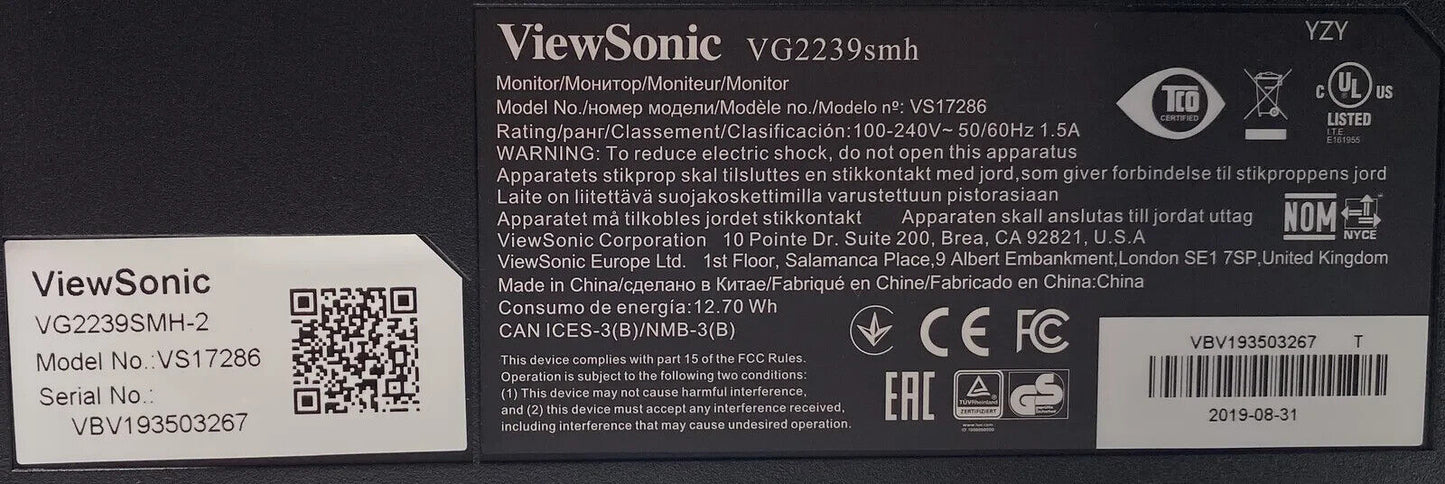 ViewSonic VG2239smh
YZY
Monitor/Монитор/Moniteur/Monitor
Model No./номер модели/Modèle no./Modelo nº: VS17286
Rating/ранг/Classement/Clasificación:100-240V~ 50/60Hz 1.5A
WARNING: To reduce electric shock, do not open this apparatus
Apparatets stikprop skal tilsluttes en stikkontakt med jord,som giver forbindelse til stikproppens jord
Laite on liitettävä suojakoskettimilla varustettuun pistorasiaan
Apparatet må tilkobles jordet stikkontakt Apparaten skall anslutas till jordat uttag
ViewSonic Corporation 10 Pointe Dr. Suite 200, Brea, CA 92821, U.S.A
ViewSonic Europe Ltd. 1st Floor, Salamanca Place,9 Albert Embankment,London SE1 7SP,United Kingdom
Made in China/сделано в Китае/Fabriqué en Chine/Fabricado en China:China
Consumo de energía:12.70 Wh
CAN ICES-3(B)/NMB-3(B)
This device complies with part 15 of the FCC Rules.
Operation is subject to the following two conditions:
(1) This device may not cause harmful interference,
and (2) this device must accept any interference received,
including interference that may cause undesired operation.
TCO
CERTIFIED
C UL US
LISTED
I.T.E
E161955
NOM
NYCE
CE FC
EAC
TÜVRheinland
ZERTIFIZIERT
GS
geprüfte
Sicherheit
www.tuv.com
ViewSonic
VG2239SMH-2
Model No.:VS17286
Serial No.:
VBV193503267
VBV193503267 T
2019-08-31